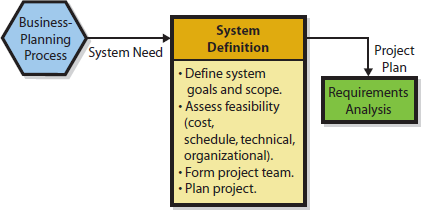 Business-
Planning
Process
System Need
System
Definition
• Define system
goals and scope.
• Assess feasibility
(cost,
schedule, technical,
organizational).
• Form project team.
• Plan project.
Project
Plan
Requirements
Analysis